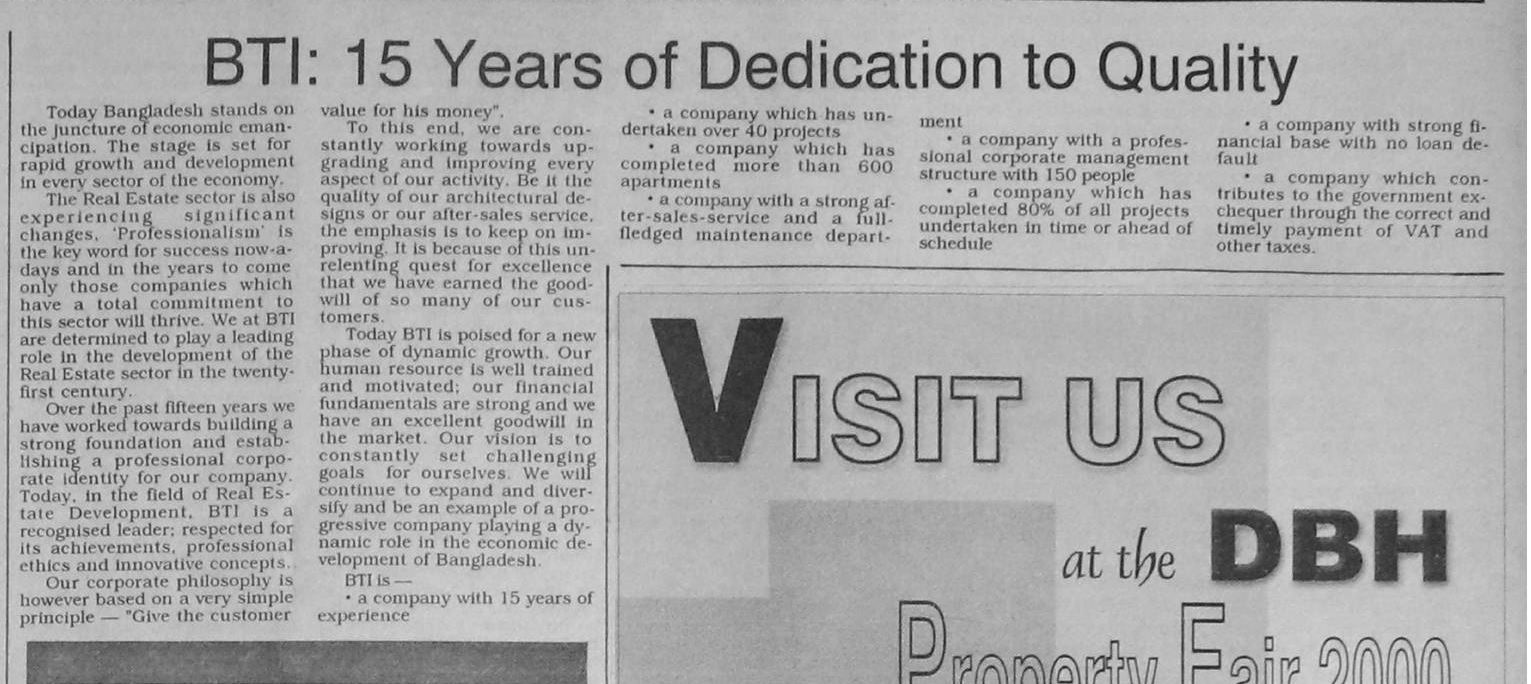 BTI: 15 Years of Dedication to Quality
Today Bangladesh stands on
the juncture of economic eman-
cipation. The stage is set for
rapid growth and development
in every sector of the economy.
The Real Estate sector is also
experiencing significant
changes, 'Professionalism' is
the key word for success now-a-
days and in the years to come
only those companies which
have a total commitment to
this sector will thrive. We at BTI
are determined to play a leading
role in the development of the
Real Estate sector in the twenty-
first century.
Over the past fifteen years we
have worked towards building a
strong foundation and estab-
lishing a professional corpo-
rate identity for our company.
Today, in the field of Real Es-
tate Development, BTI is a
recognised leader; respected for
its achievements, professional
ethics and innovative concepts.
Our corporate philosophy is
however based on a very simple
principle — "Give the customer
value for his money".
To this end, we are con-
stantly working towards up-
grading and improving every
aspect of our activity. Be it the
quality of our architectural de-
signs or our after-sales service,
the emphasis is to keep on im-
proving. It is because of this un-
relenting quest for excellence
that we have earned the good-
will of so many of our cus-
tomers.
Today BTI is poised for a new
phase of dynamic growth. Our
human resource is well trained
and motivated; our financial
fundamentals are strong and we
have an excellent goodwill in
the market. Our vision is to
constantly set challenging
goals for ourselves. We will
continue to expand and diver-
sify and be an example of a pro-
gressive company playing a dy-
namic role in the economic de-
velopment of Bangladesh.
BTI is —
• a company with 15 years of
experience
• a company which has un-
dertaken over 40 projects
• a company which has
completed more than 600
apartments
• a company with a strong af-
ter-sales-service and a full-
fledged maintenance depart-
ment
• a company with a profes-
sional corporate management
structure with 150 people
• a company which has
completed 80% of all projects
undertaken in time or ahead of
schedule
• a company with strong fi-
nancial base with no loan de-
fault
• a company which con-
tributes to the government ex-
chequer through the correct and
timely payment of VAT and
other taxes.
VISIT US
at the DBH
Property Fair 2000